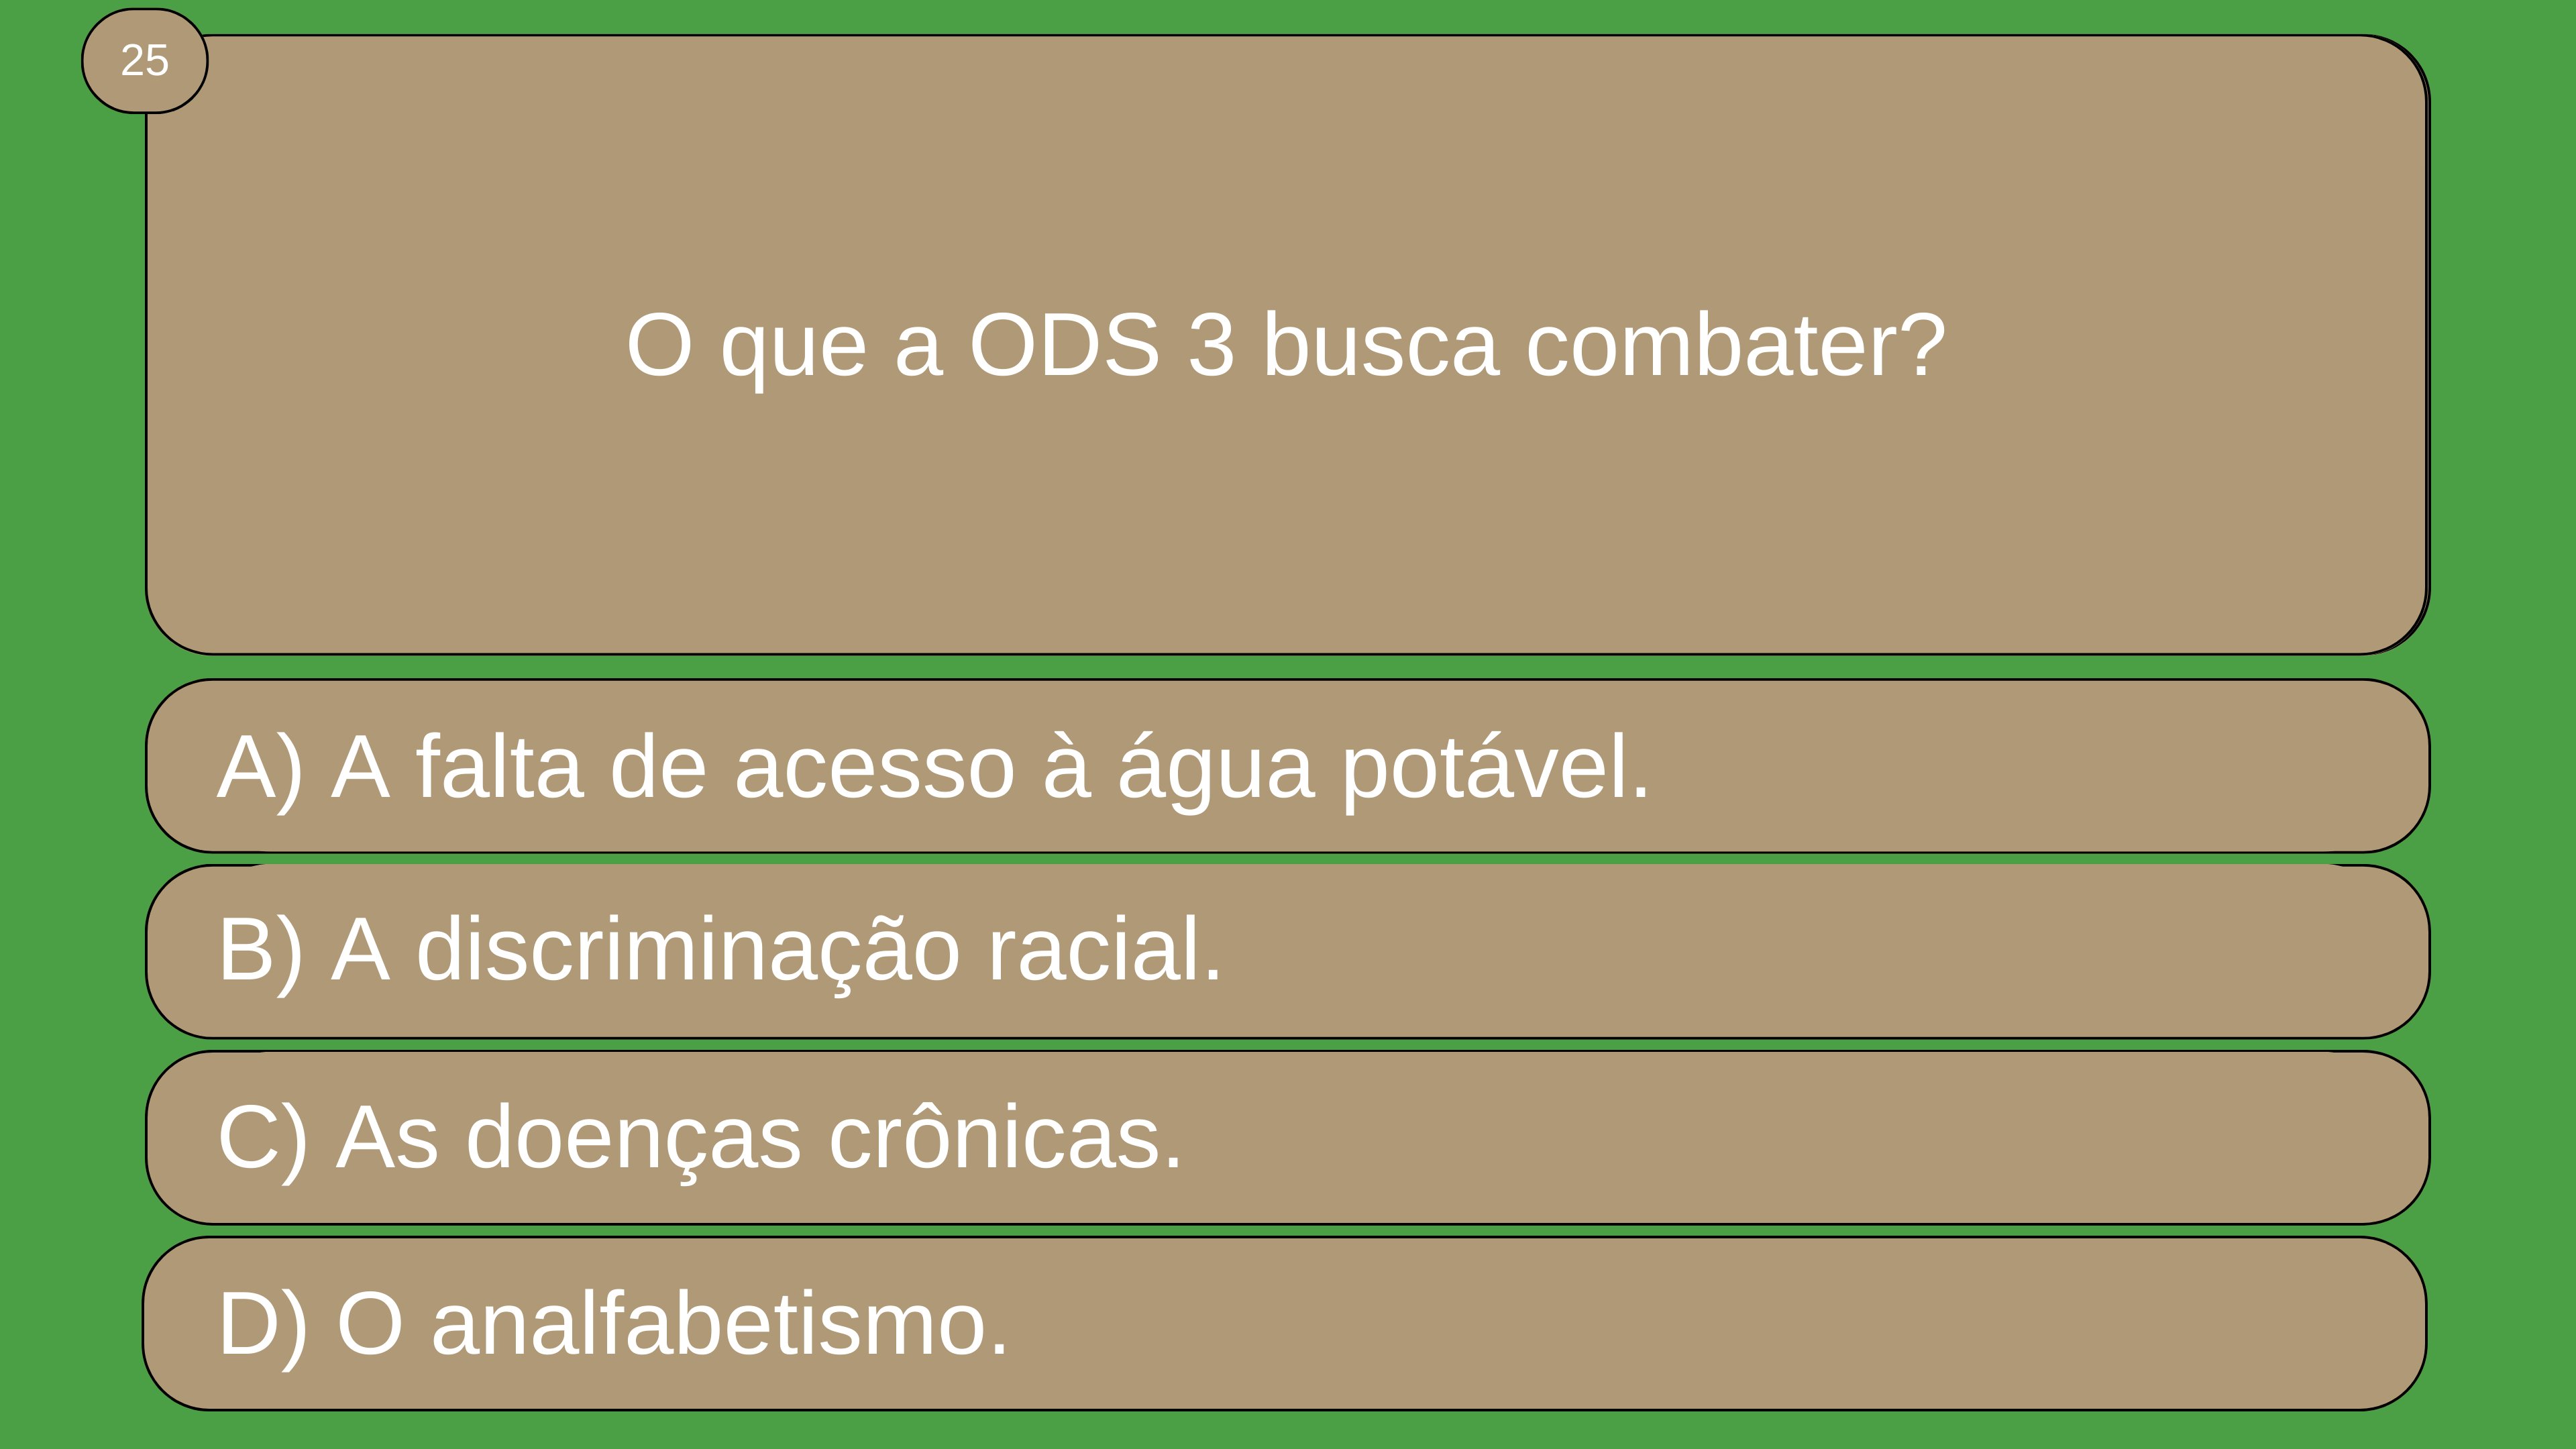 25
O que a ODS 3 busca combater?
A) A falta de acesso à água potável.
B) A discriminação racial.
C) As doenças crônicas.
D) O analfabetismo.